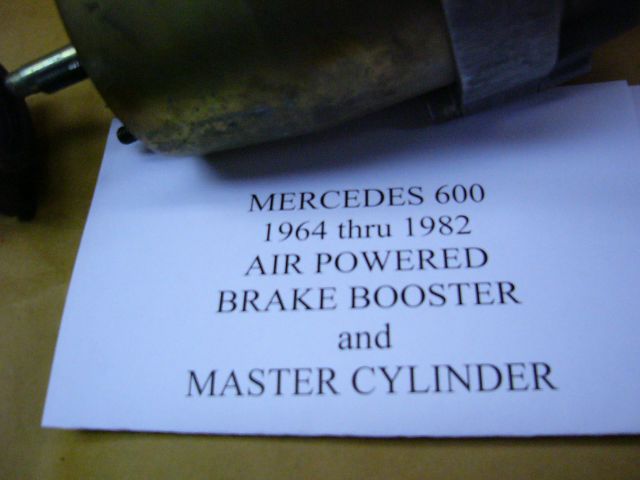 MERCEDES 600
1964 thru 1982
AIR POWERED
BRAKE BOOSTER
and
MASTER CYLINDER